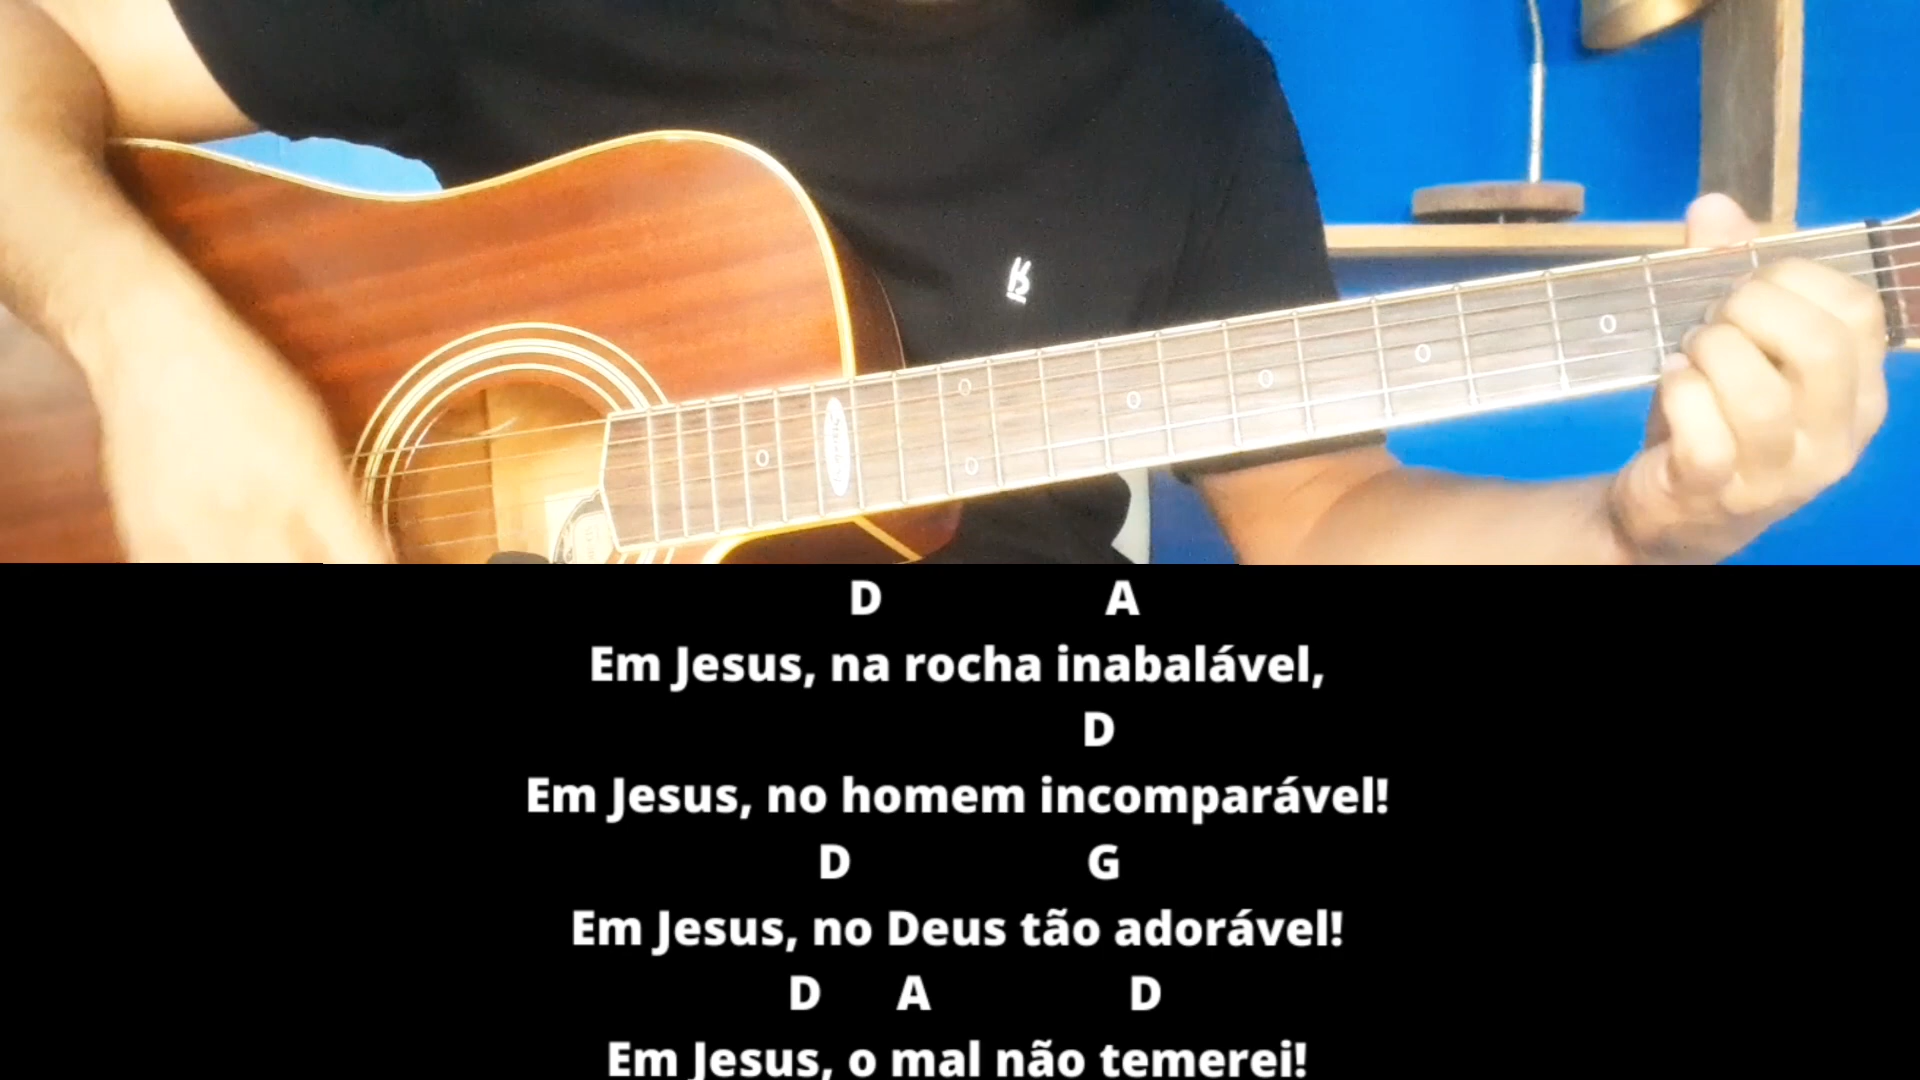 D A
Em Jesus, na rocha inabalável,
D
Em Jesus, no homem incomparável!
D G
Em Jesus, no Deus tão adorável!
D A D
Em Jesus, o mal não temerei!